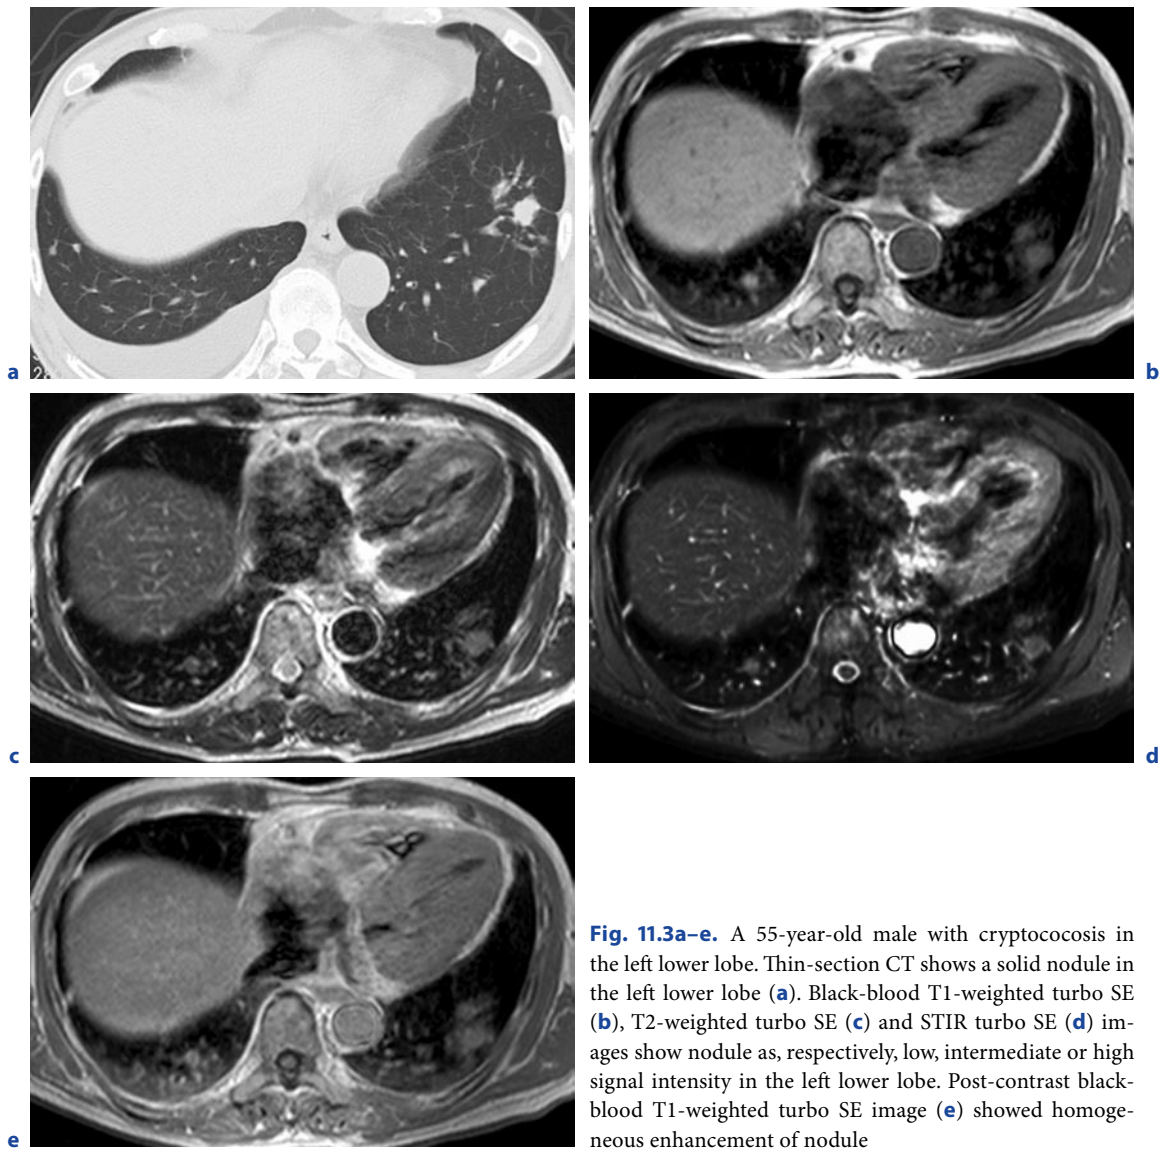 a
b
c
d
e
Fig. 11.3a–e. A 55-year-old male with cryptococosis in
the left lower lobe. Thin-section CT shows a solid nodule in
the left lower lobe (a). Black-blood T1-weighted turbo SE
(b), T2-weighted turbo SE (c) and STIR turbo SE (d) im-
ages show nodule as, respectively, low, intermediate or high
signal intensity in the left lower lobe. Post-contrast black-
blood T1-weighted turbo SE image (e) showed homoge-
neous enhancement of nodule